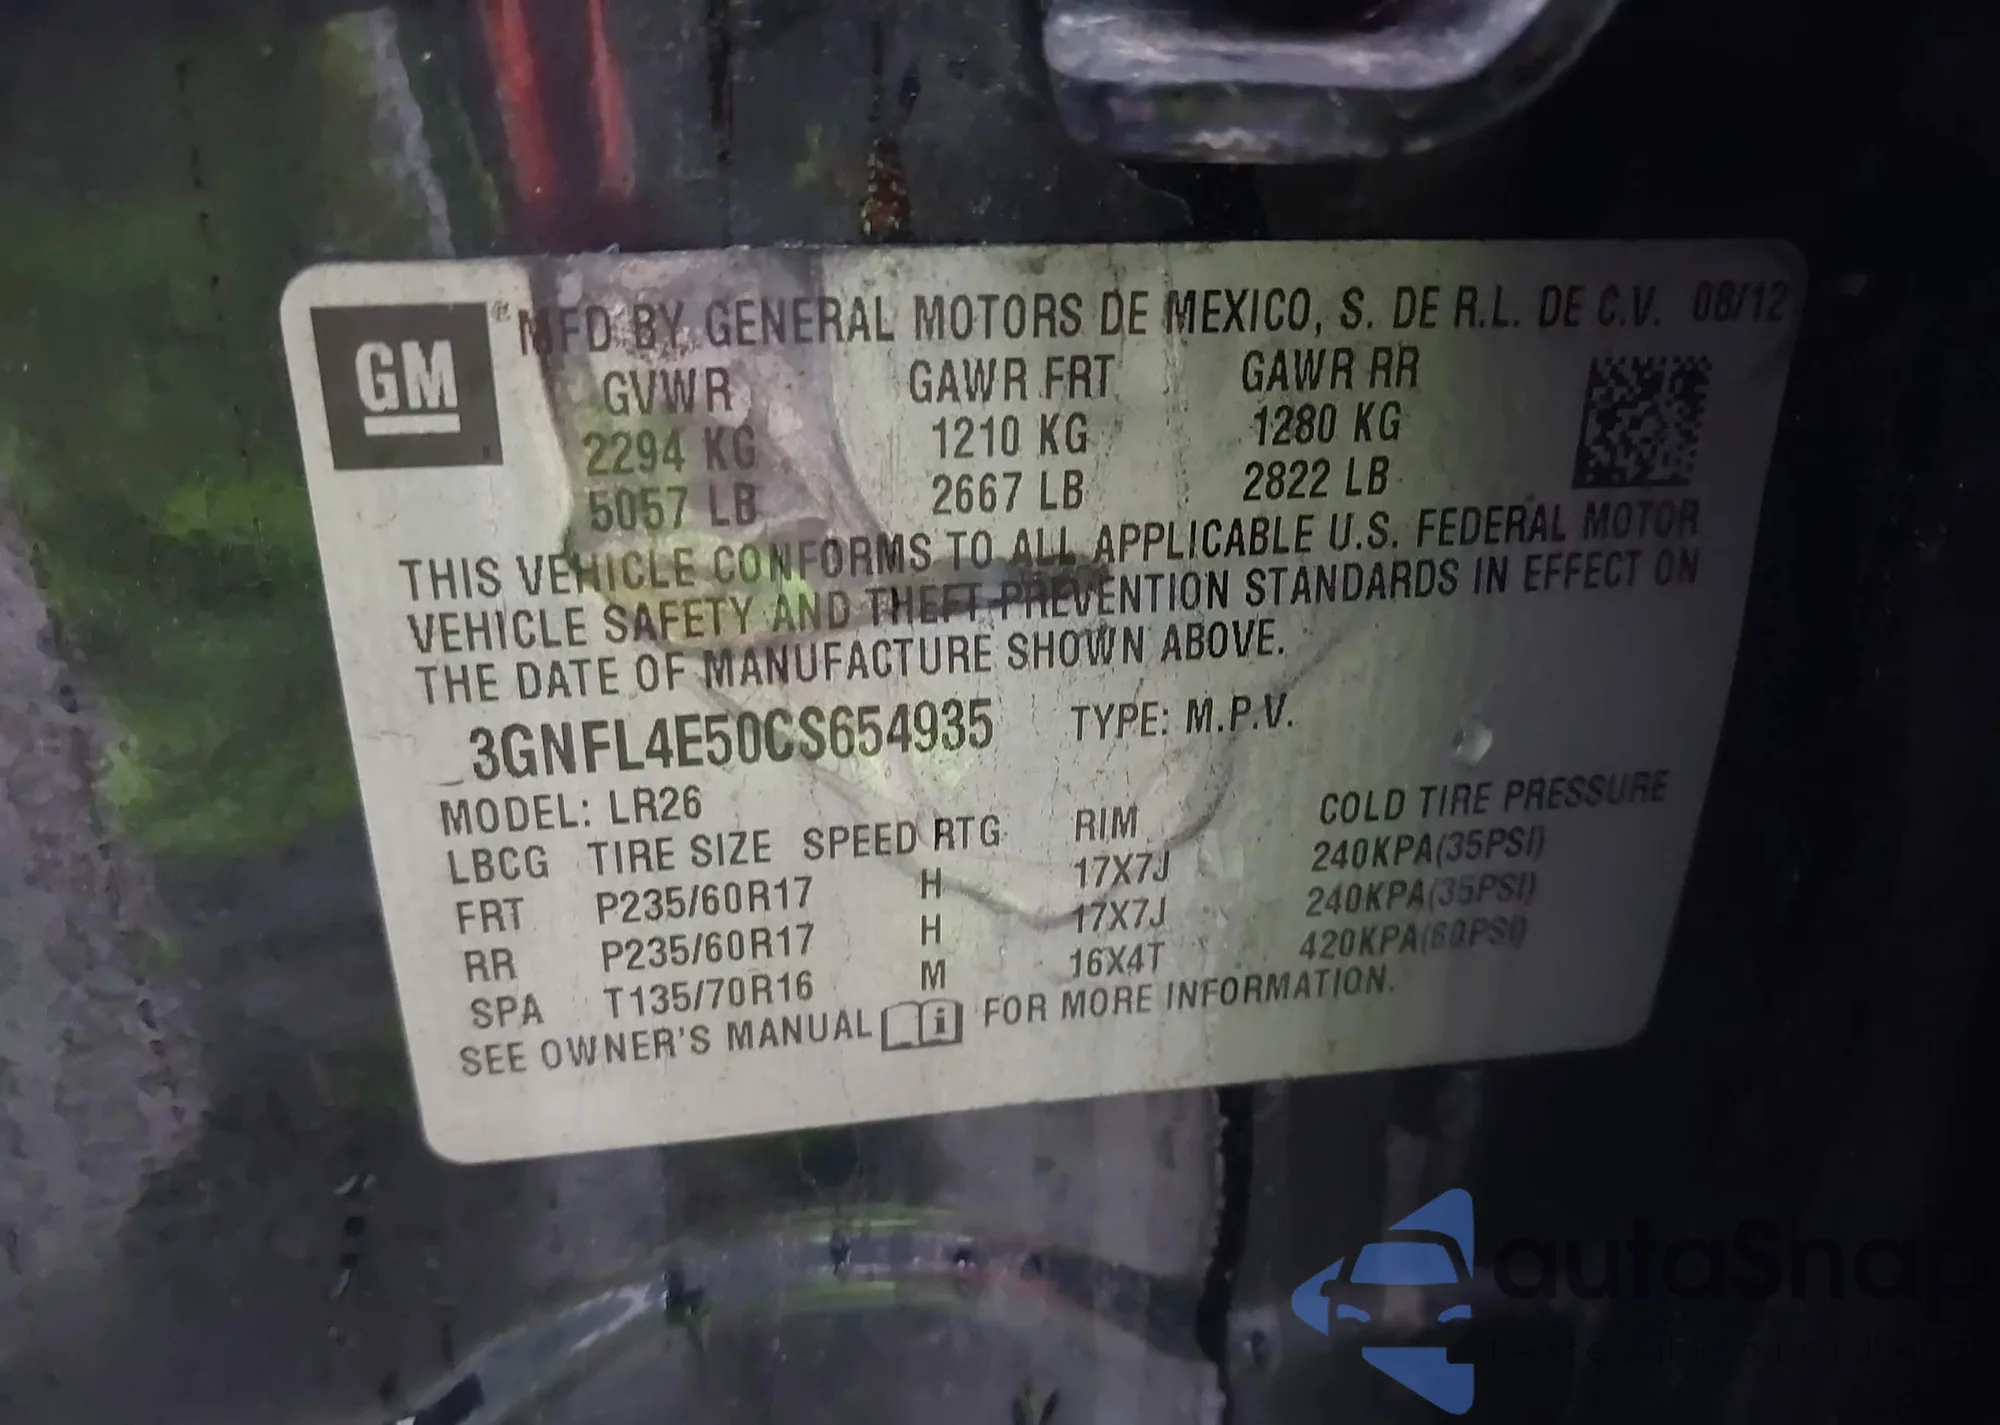 GM ® MFD BY GENERAL MOTORS DE MEXICO, S. DE R.L. DE C.V. 08/12
GVWR GAWR FRT GAWR RR
2294 KG 1210 KG 1280 KG
5057 LB 2667 LB 2822 LB
THIS VEHICLE CONFORMS TO ALL APPLICABLE U.S. FEDERAL MOTOR
VEHICLE SAFETY AND THEFT PREVENTION STANDARDS IN EFFECT ON
THE DATE OF MANUFACTURE SHOWN ABOVE.
3GNFL4E50CS654935 TYPE: M.P.V.
MODEL: LR26
LBCG TIRE SIZE SPEED RTG RIM COLD TIRE PRESSURE
FRT P235/60R17 H 17X7J 240KPA(35PSI)
RR P235/60R17 H 17X7J 240KPA(35PSI)
SPA T135/70R16 M 16X4T 420KPA(60PSI)
SEE OWNER'S MANUAL i FOR MORE INFORMATION.
autaSnap